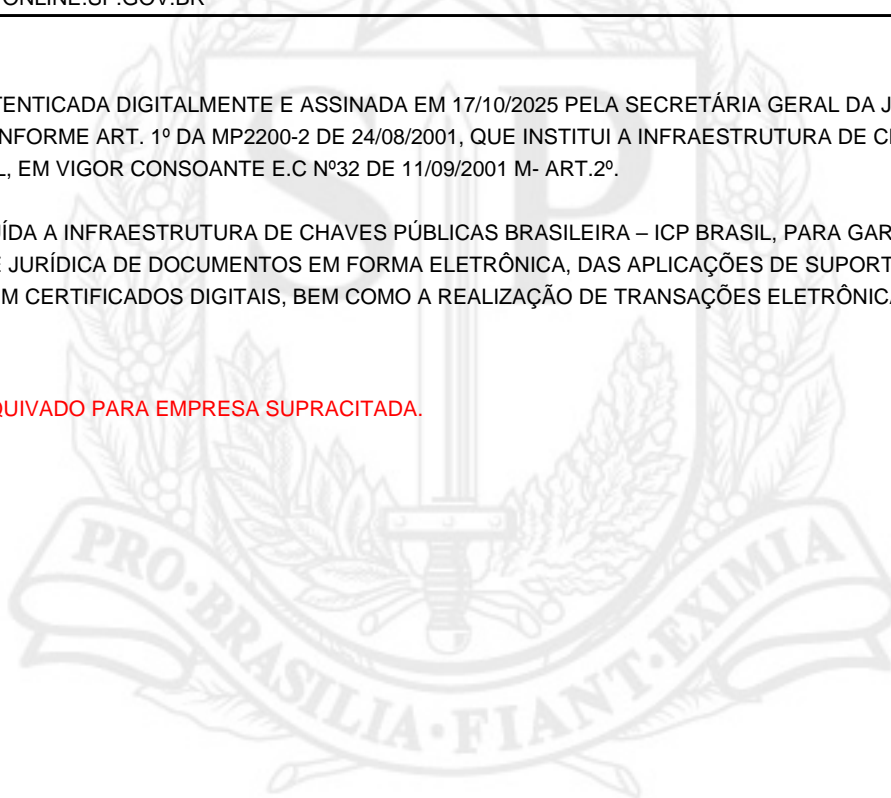 ONLINE.SP.GOV.BR
TENTICADA DIGITALMENTE E ASSINADA EM 17/10/2025 PELA SECRETÁRIA GERAL DA J
NFORME ART. 1º DA MP2200-2 DE 24/08/2001, QUE INSTITUI A INFRAESTRUTURA DE C
L, EM VIGOR CONSOANTE E.C Nº32 DE 11/09/2001 M- ART.2º.
ÍDA A INFRAESTRUTURA DE CHAVES PÚBLICAS BRASILEIRA – ICP BRASIL, PARA GAR
E JURÍDICA DE DOCUMENTOS EM FORMA ELETRÔNICA, DAS APLICAÇÕES DE SUPORT
M CERTIFICADOS DIGITAIS, BEM COMO A REALIZAÇÃO DE TRANSAÇÕES ELETRÔNICA
QUIVADO PARA EMPRESA SUPRACITADA.
SP
PRO·BRASILIA·FIANT·EXIMIA